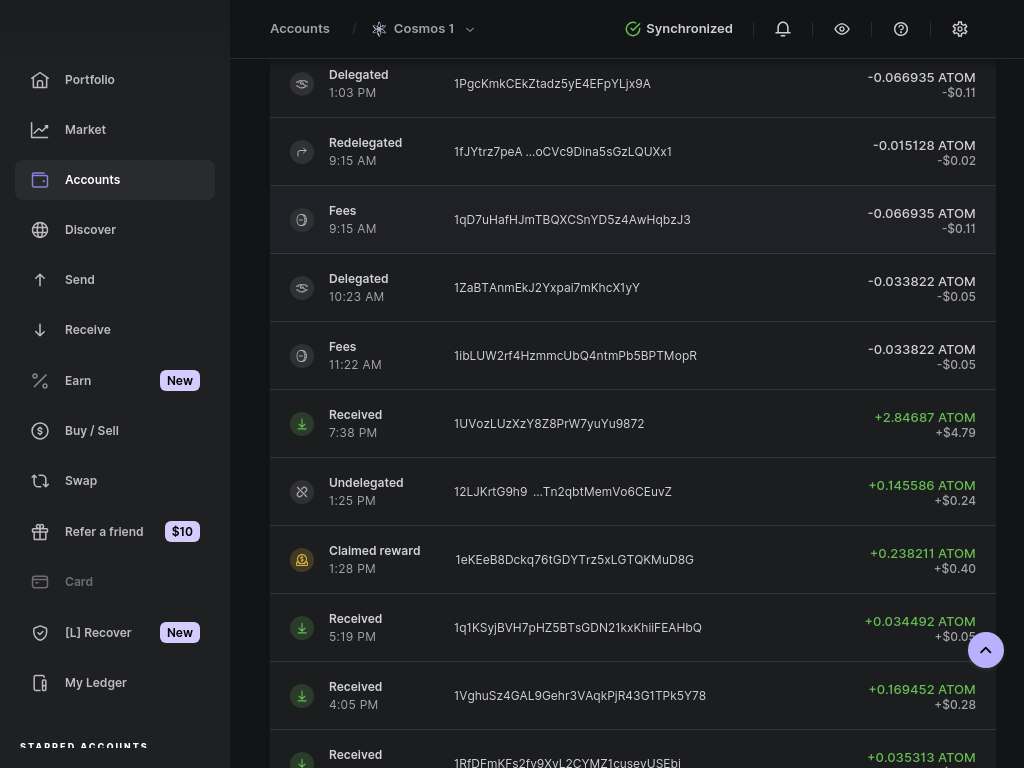 Accounts / Cosmos 1
Synchronized
Portfolio
Market
Accounts
Discover
Send
Receive
Earn New
Buy / Sell
Swap
Refer a friend $10
Card
[L] Recover New
My Ledger
STARRED ACCOUNTS
Delegated
1:03 PM
1PgcKmkCEkZtadz5yE4EFpYLjx9A
-0.066935 ATOM
-$0.11
Redelegated
9:15 AM
1fJYtrz7peA ...oCVc9Dina5sGzLQUXx1
-0.015128 ATOM
-$0.02
Fees
9:15 AM
1qD7uHafHJmTBQXCSnYD5z4AwHqbzJ3
-0.066935 ATOM
-$0.11
Delegated
10:23 AM
1ZaBTAnmEkJ2Yxpai7mKhcX1yY
-0.033822 ATOM
-$0.05
Fees
11:22 AM
1ibLUW2rf4HzmmcUbQ4ntmPb5BPTMopR
-0.033822 ATOM
-$0.05
Received
7:38 PM
1UVozLUzXzY8Z8PrW7yuYu9872
+2.84687 ATOM
+$4.79
Undelegated
1:25 PM
12LJKrtG9h9 ...Tn2qbtMemVo6CEuvZ
+0.145586 ATOM
+$0.24
Claimed reward
1:28 PM
1eKEeB8Dckq76tGDYTrz5xLGTQKMuD8G
+0.238211 ATOM
+$0.40
Received
5:19 PM
1q1KSyjBVH7pHZ5BTsGDN21kxKhiiFEAHbQ
+0.034492 ATOM
+$0.05
Received
4:05 PM
1VghuSz4GAL9Gehr3VAqkPjR43G1TPk5Y78
+0.169452 ATOM
+$0.28
Received
1RfDFmKFs2fy9XyL2CYMZ1cuseyUSEbi
+0.035313 ATOM